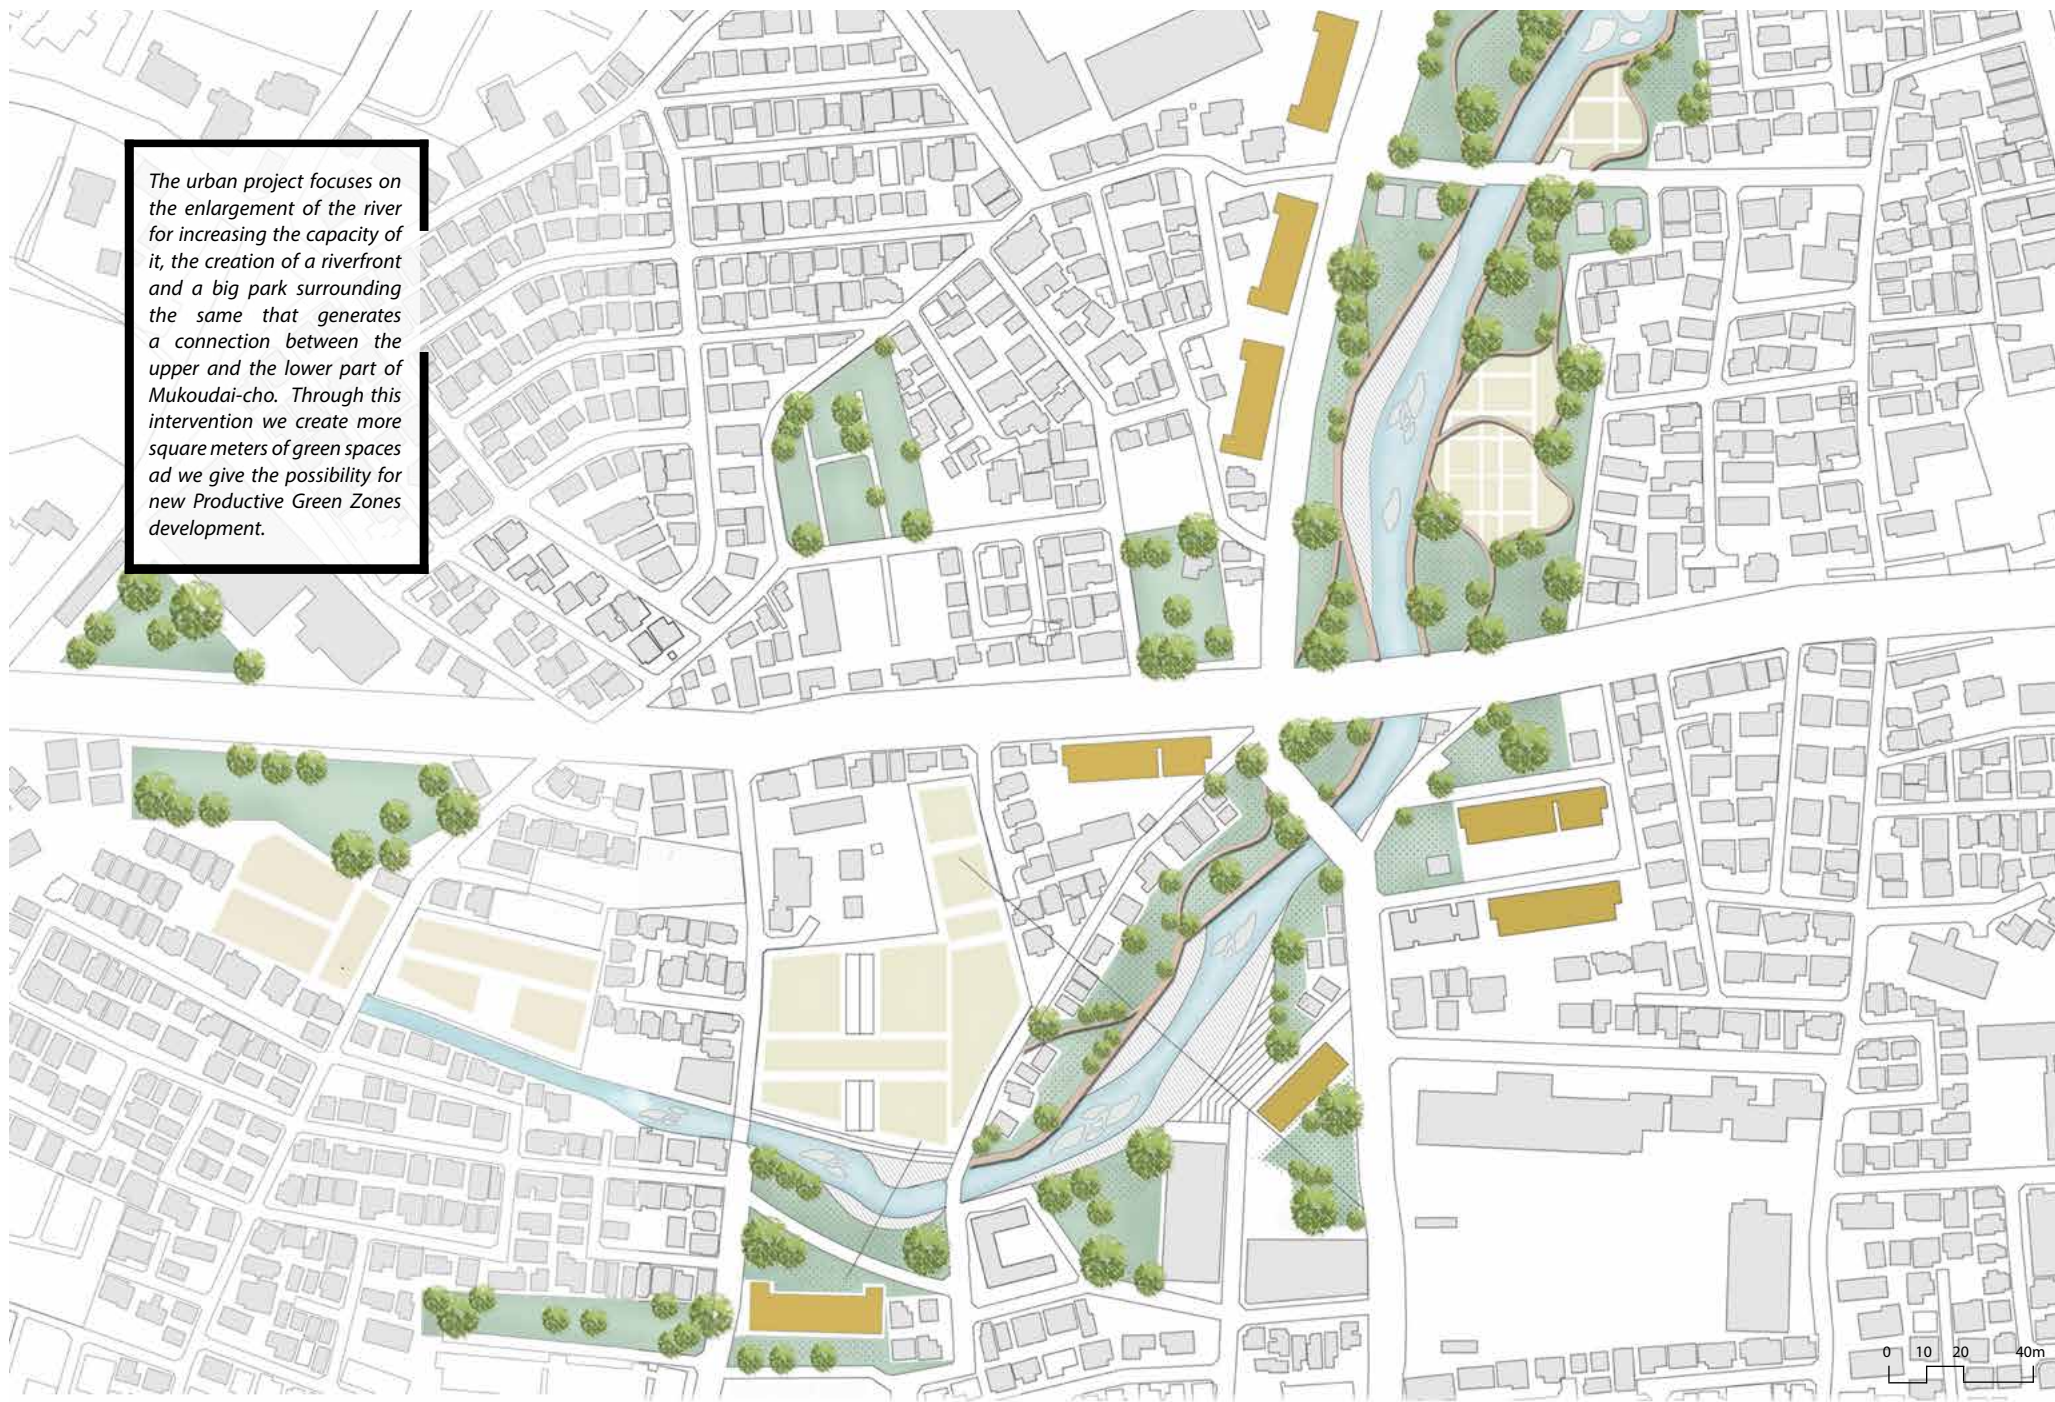 The urban project focuses on
the enlargement of the river
for increasing the capacity of
it, the creation of a riverfront
and a big park surrounding
the same that generates
a connection between the
upper and the lower part of
Mukoudai-cho. Through this
intervention we create more
square meters of green spaces
ad we give the possibility for
new Productive Green Zones
development.
0 10 20 40m